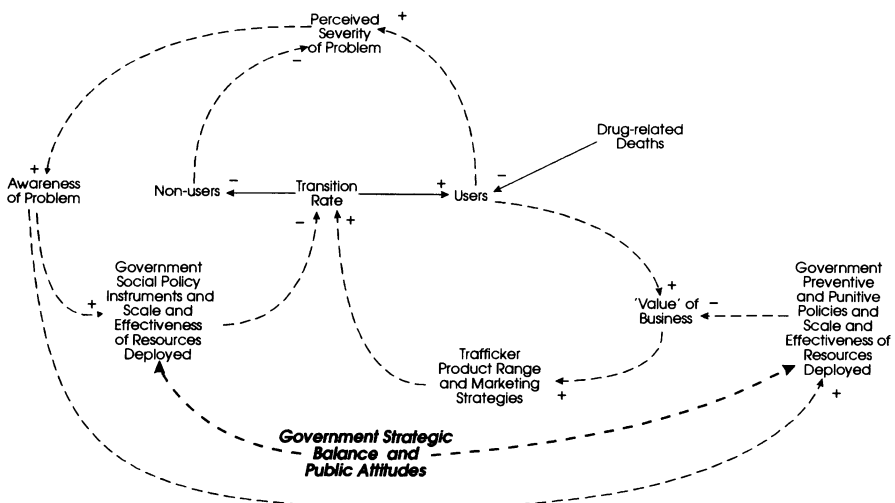 Perceived
Severity
of Problem
+
−
Drug-related
Deaths
+
Awareness
of Problem
Non-users
−
Transition
Rate
+
Users
−
−
+
Government
Social Policy
Instruments and
Scale and
Effectiveness
of Resources
Deployed
+
+
'Value' of
Business
−
Government
Preventive
and Punitive
Policies and
Scale and
Effectiveness of
Resources
Deployed
+
Trafficker
Product Range
and Marketing
Strategies
+
Government Strategic
Balance and
Public Attitudes